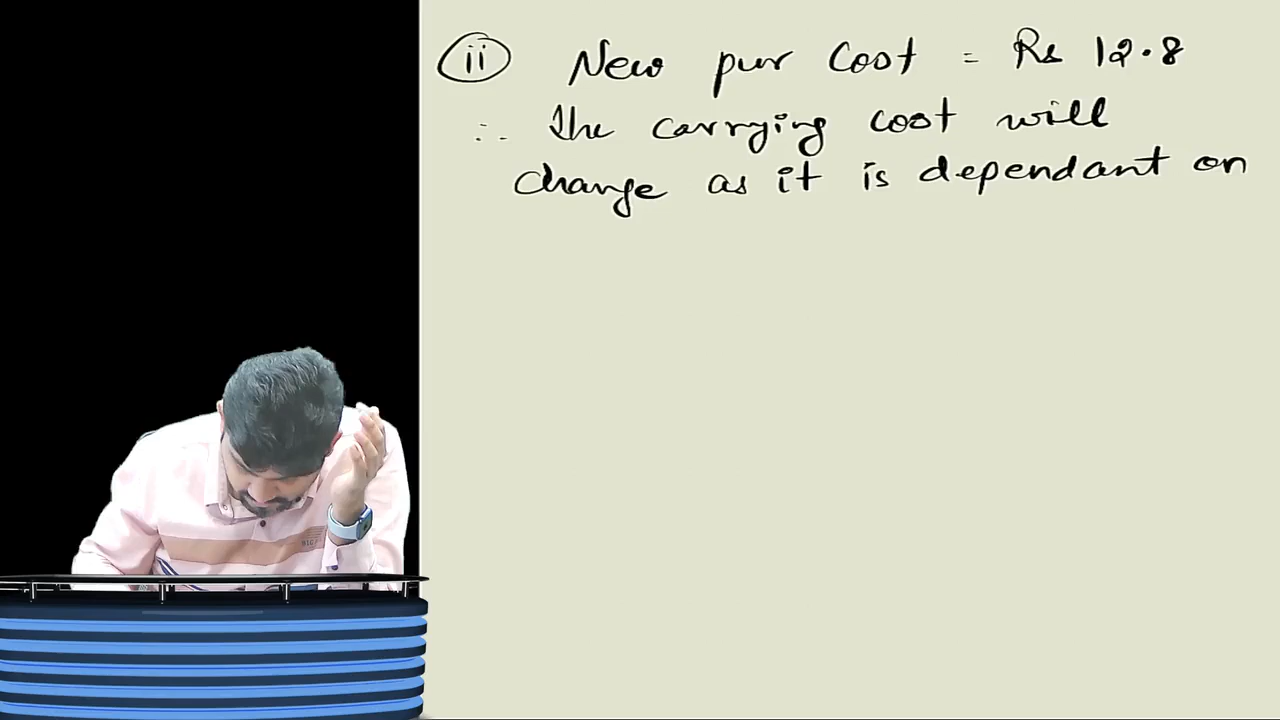 ii New pur Cost = Rs 12.8
∴ the carrying cost will
change as it is dependant on